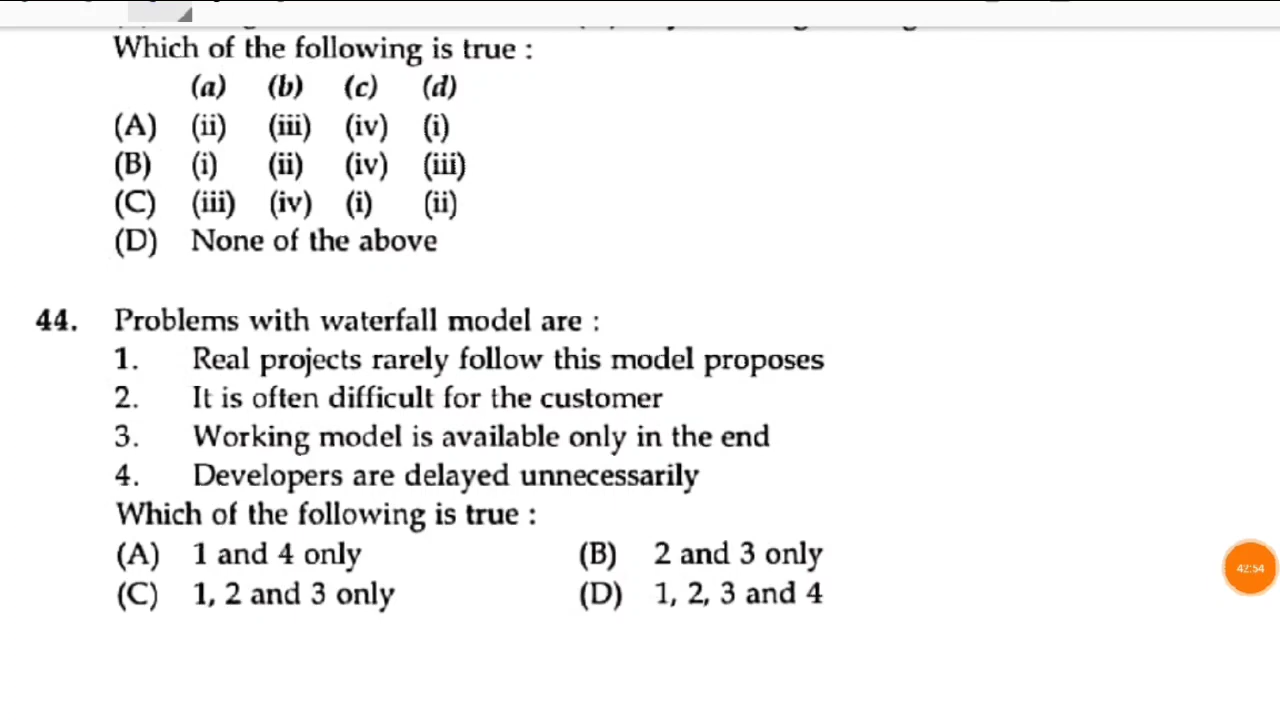 Which of the following is true :
(a) (b) (c) (d)
(A) (ii) (iii) (iv) (i)
(B) (i) (ii) (iv) (iii)
(C) (iii) (iv) (i) (ii)
(D) None of the above
44. Problems with waterfall model are :
1. Real projects rarely follow this model proposes
2. It is often difficult for the customer
3. Working model is available only in the end
4. Developers are delayed unnecessarily
Which of the following is true :
(A) 1 and 4 only (B) 2 and 3 only
(C) 1, 2 and 3 only (D) 1, 2, 3 and 4
42:54